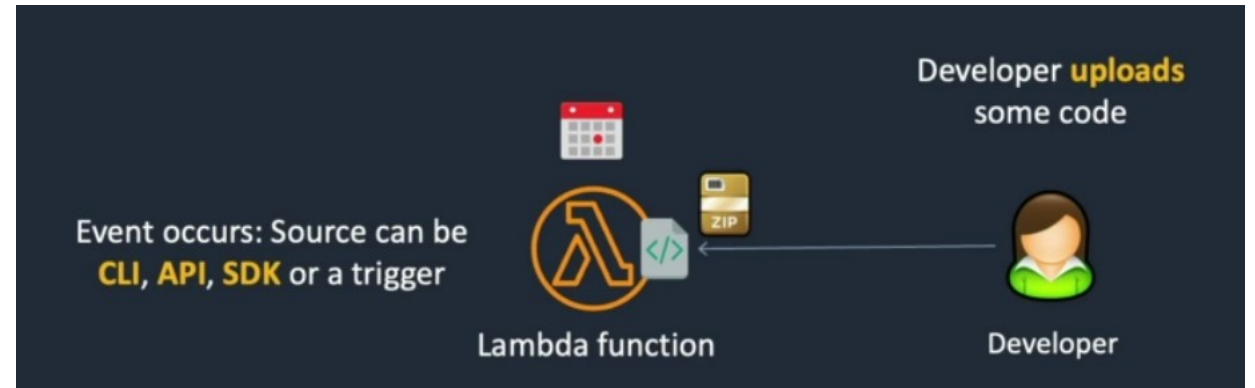 Developer uploads
some code
ZIP
</>
Event occurs: Source can be
CLI, API, SDK or a trigger
Lambda function
Developer